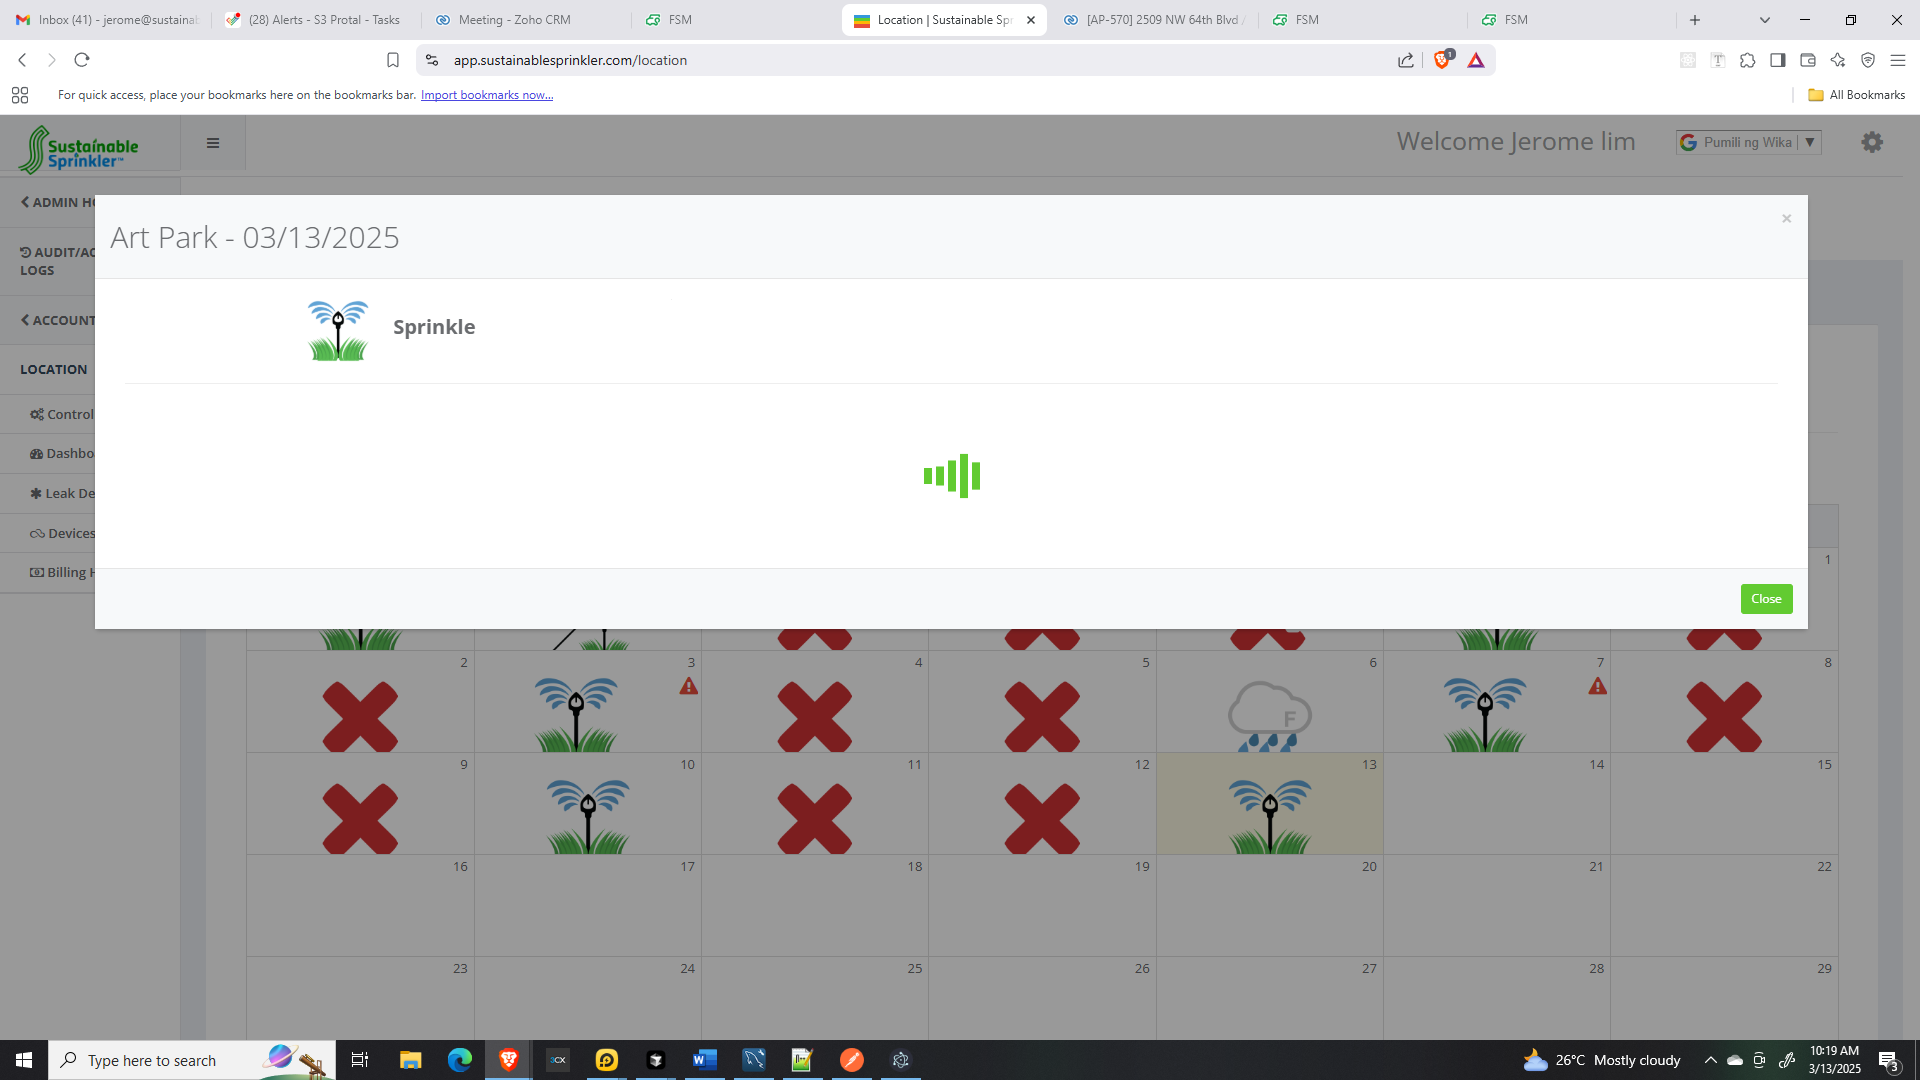 Inbox (41) - jerome@sustainab
(28) Alerts - S3 Protal - Tasks
Meeting - Zoho CRM
FSM
Location | Sustainable Spr
[AP-570] 2509 NW 64th Blvd /
FSM
FSM
app.sustainablesprinkler.com/location
1
For quick access, place your bookmarks here on the bookmarks bar. Import bookmarks now...
All Bookmarks
Sustainable
Sprinkler™
Welcome Jerome lim
Pumili ng Wika
▼
ADMIN HO
AUDIT/AC
LOGS
ACCOUNT
LOCATION
Control
Dashbo
Leak De
Devices
Billing H
Art Park - 03/13/2025
×
Sprinkle
Close
1
2
3
4
5
6
7
8
F
9
10
11
12
13
14
15
16
17
18
19
20
21
22
23
24
25
26
27
28
29
Type here to search
3CX
26°C Mostly cloudy
10:19 AM
3/13/2025
3